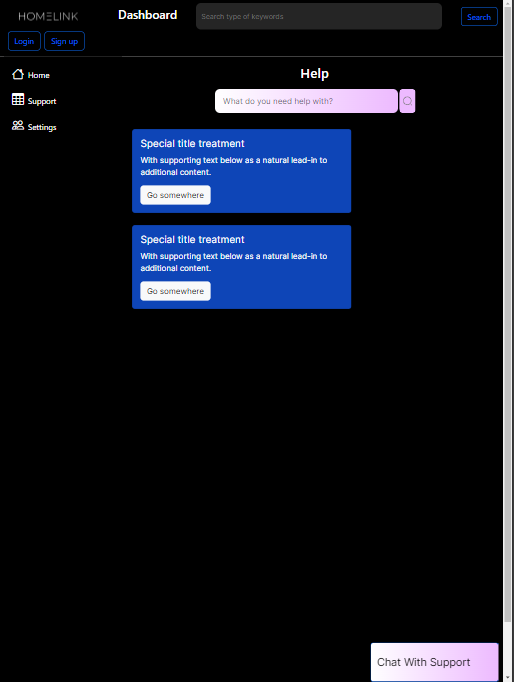 HOMELINK
Dashboard
Search type of keywords
Search
Login
Sign up
Home
Support
Settings
Help
What do you need help with?
Special title treatment
With supporting text below as a natural lead-in to
additional content.
Go somewhere
Special title treatment
With supporting text below as a natural lead-in to
additional content.
Go somewhere
Chat With Support